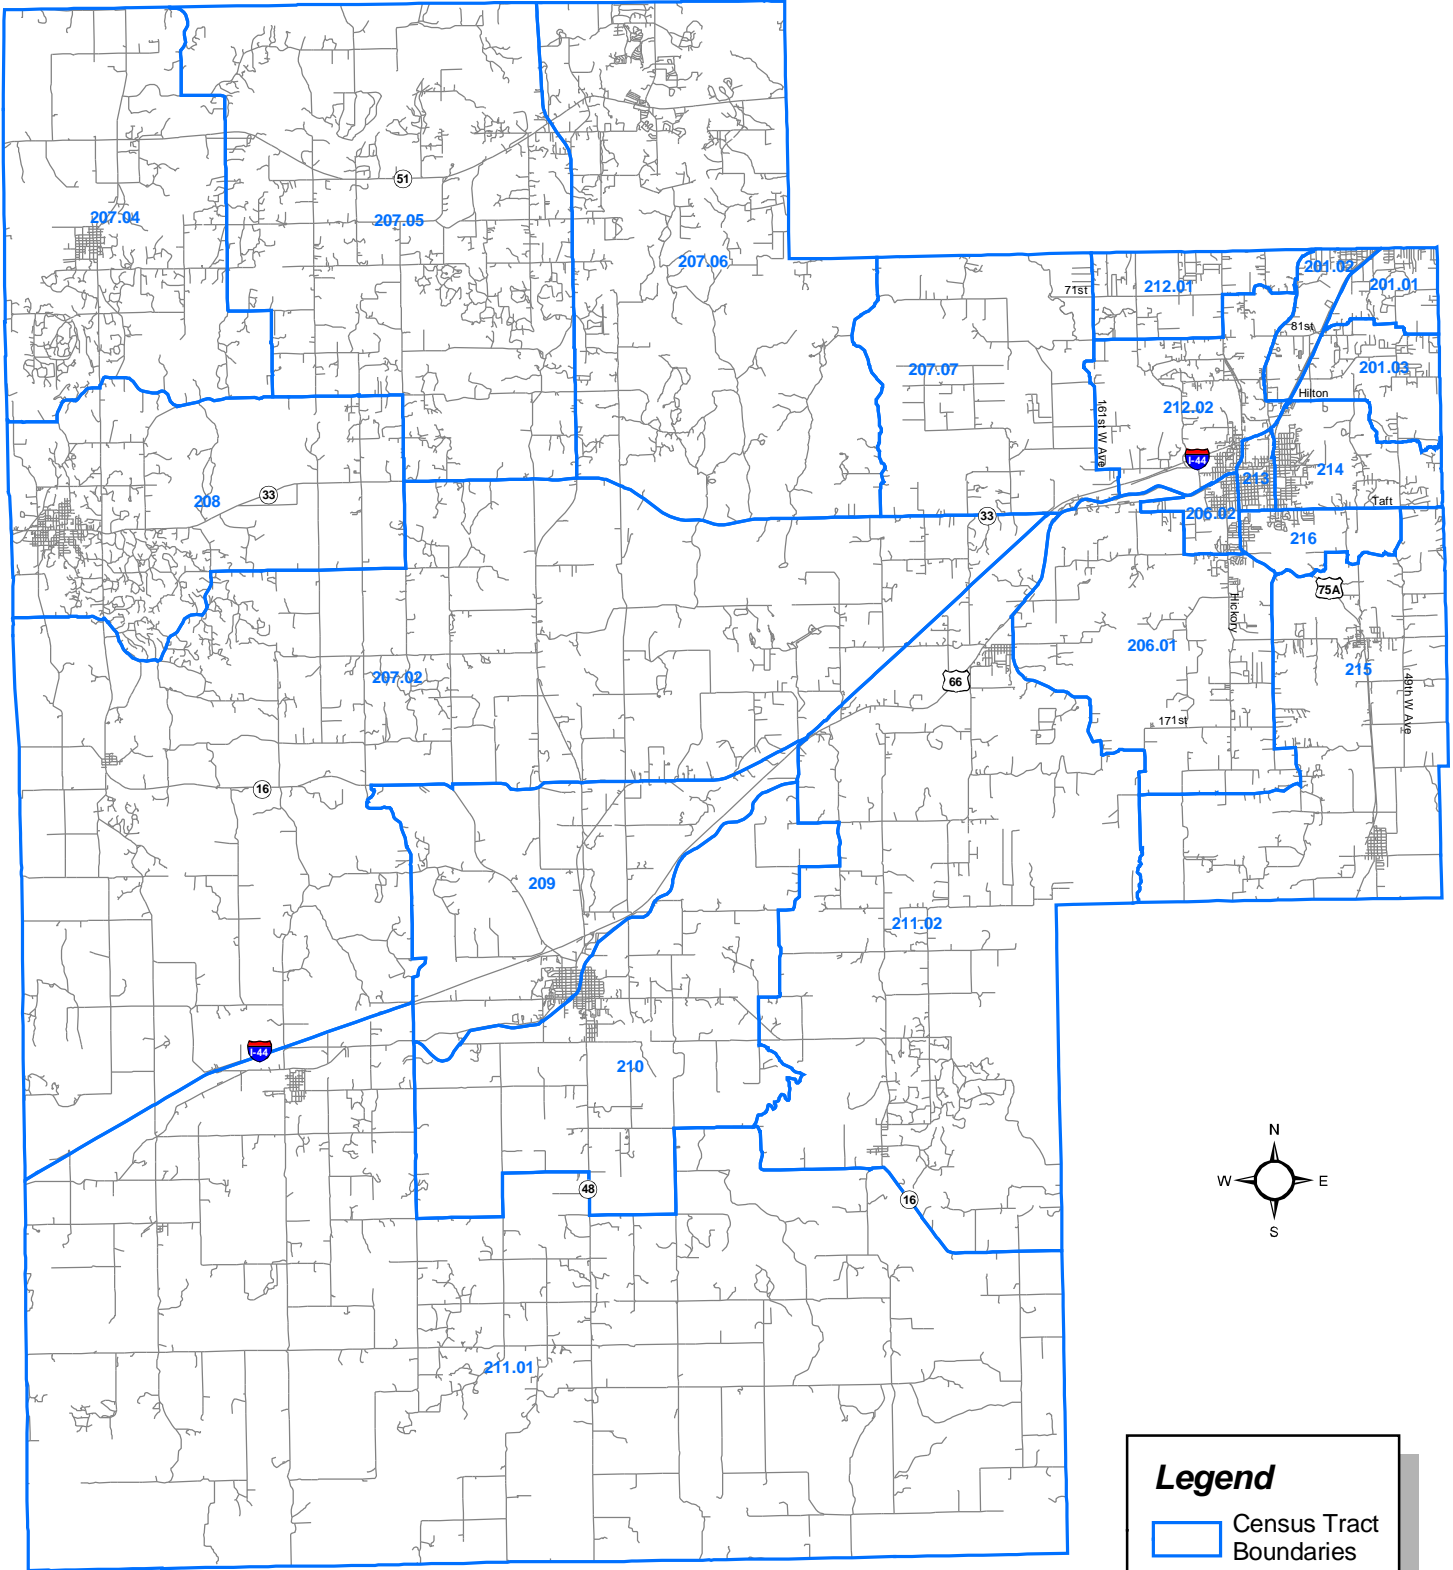 51
207.04
207.05
207.06
201.02
201.01
212.01
71st
81st
207.07
201.03
Hilton
212.02
161st W Ave
I-44
214
213
208
33
Taft
206.02
33
216
75A
Hickory
206.01
215
207.02
66
49th W Ave
171st
16
209
211.02
I-44
210
N
W
E
S
48
16
211.01
Legend
Census Tract
Boundaries